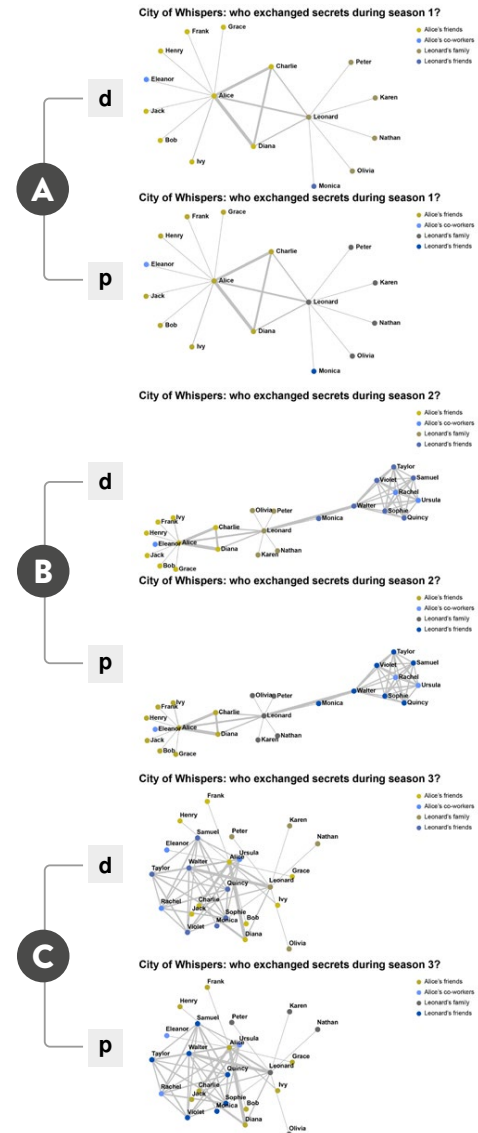 City of Whispers: who exchanged secrets during season 1?
Grace
Frank
Alice's friends
Alice's co-workers
Leonard's family
Leonard's friends
Henry
Charlie
Peter
Eleanor
d
Alice
Karen
Jack
Leonard
Bob
Diana
Nathan
Ivy
Olivia
Monica
A
City of Whispers: who exchanged secrets during season 1?
Grace
Frank
Alice's friends
Alice's co-workers
Leonard's family
Leonard's friends
Henry
Charlie
Peter
Eleanor
p
Alice
Karen
Jack
Leonard
Bob
Diana
Nathan
Ivy
Olivia
Monica
City of Whispers: who exchanged secrets during season 2?
Alice's friends
Alice's co-workers
Leonard's family
Leonard's friends
d
Taylor
Violet
Samuel
Rachel
Ursula
Walter
Sophie
Quincy
Monica
Olivia
Peter
Ivy
Frank
Charlie
Henry
Leonard
Eleanor
Alice
Diana
Nathan
Jack
Karen
Bob
Grace
B
City of Whispers: who exchanged secrets during season 2?
Alice's friends
Alice's co-workers
Leonard's family
Leonard's friends
p
Taylor
Violet
Samuel
Rachel
Ursula
Walter
Sophie
Quincy
Monica
Olivia
Peter
Ivy
Frank
Charlie
Henry
Leonard
Eleanor
Alice
Diana
Nathan
Jack
Karen
Bob
Grace
City of Whispers: who exchanged secrets during season 3?
Frank
Alice's friends
Alice's co-workers
Leonard's family
Leonard's friends
Henry
Karen
Samuel
Peter
Nathan
Eleanor
Ursula
Alice
d
Walter
Taylor
Grace
Quincy
Leonard
Charlie
Ivy
Rachel
Jack
Sophie
Bob
Monica
Violet
Diana
Olivia
C
City of Whispers: who exchanged secrets during season 3?
Frank
Alice's friends
Alice's co-workers
Leonard's family
Leonard's friends
Henry
Karen
Samuel
Peter
Nathan
Eleanor
Ursula
Alice
p
Walter
Taylor
Grace
Quincy
Leonard
Charlie
Ivy
Rachel
Jack
Sophie
Bob
Monica
Violet
Diana
Olivia